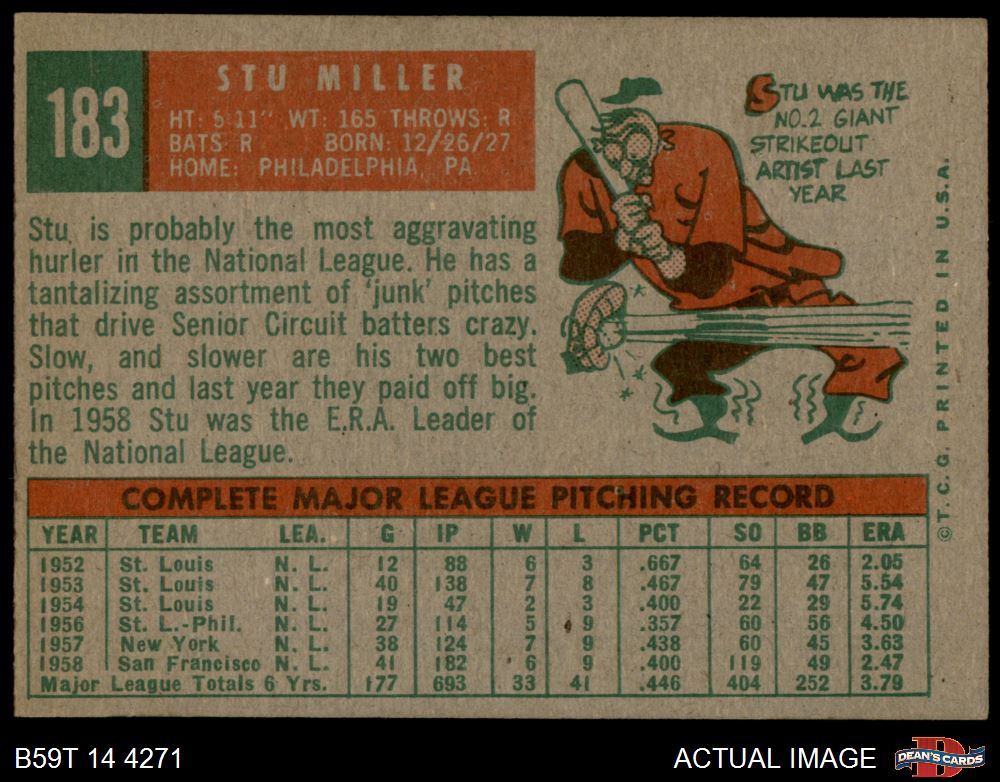 183
STU MILLER
HT: 5'11" WT: 165 THROWS: R
BATS R BORN: 12/26/27
HOME: PHILADELPHIA, PA
STU WAS THE
NO.2 GIANT
STRIKEOUT
ARTIST LAST
YEAR
Stu is probably the most aggravating
hurler in the National League. He has a
tantalizing assortment of 'junk' pitches
that drive Senior Circuit batters crazy.
Slow, and slower are his two best
pitches and last year they paid off big.
In 1958 Stu was the E.R.A. Leader of
the National League.
COMPLETE MAJOR LEAGUE PITCHING RECORD
YEAR TEAM LEA. G IP W L PCT SO BB ERA
1952 St. Louis N. L. 12 88 6 3 .667 64 26 2.05
1953 St. Louis N. L. 40 138 7 8 .467 79 47 5.54
1954 St. Louis N. L. 19 47 2 3 .400 22 29 5.74
1956 St. L.-Phil. N. L. 27 114 5 9 .357 60 56 4.50
1957 New York N. L. 38 124 7 9 .438 60 45 3.63
1958 San Francisco N. L. 41 182 6 9 .400 119 49 2.47
Major League Totals 6 Yrs. 177 693 33 41 .446 404 252 3.79
©T. C. G. PRINTED IN U.S.A.
B59T 14 4271
ACTUAL IMAGE
D
DEAN'S CARDS